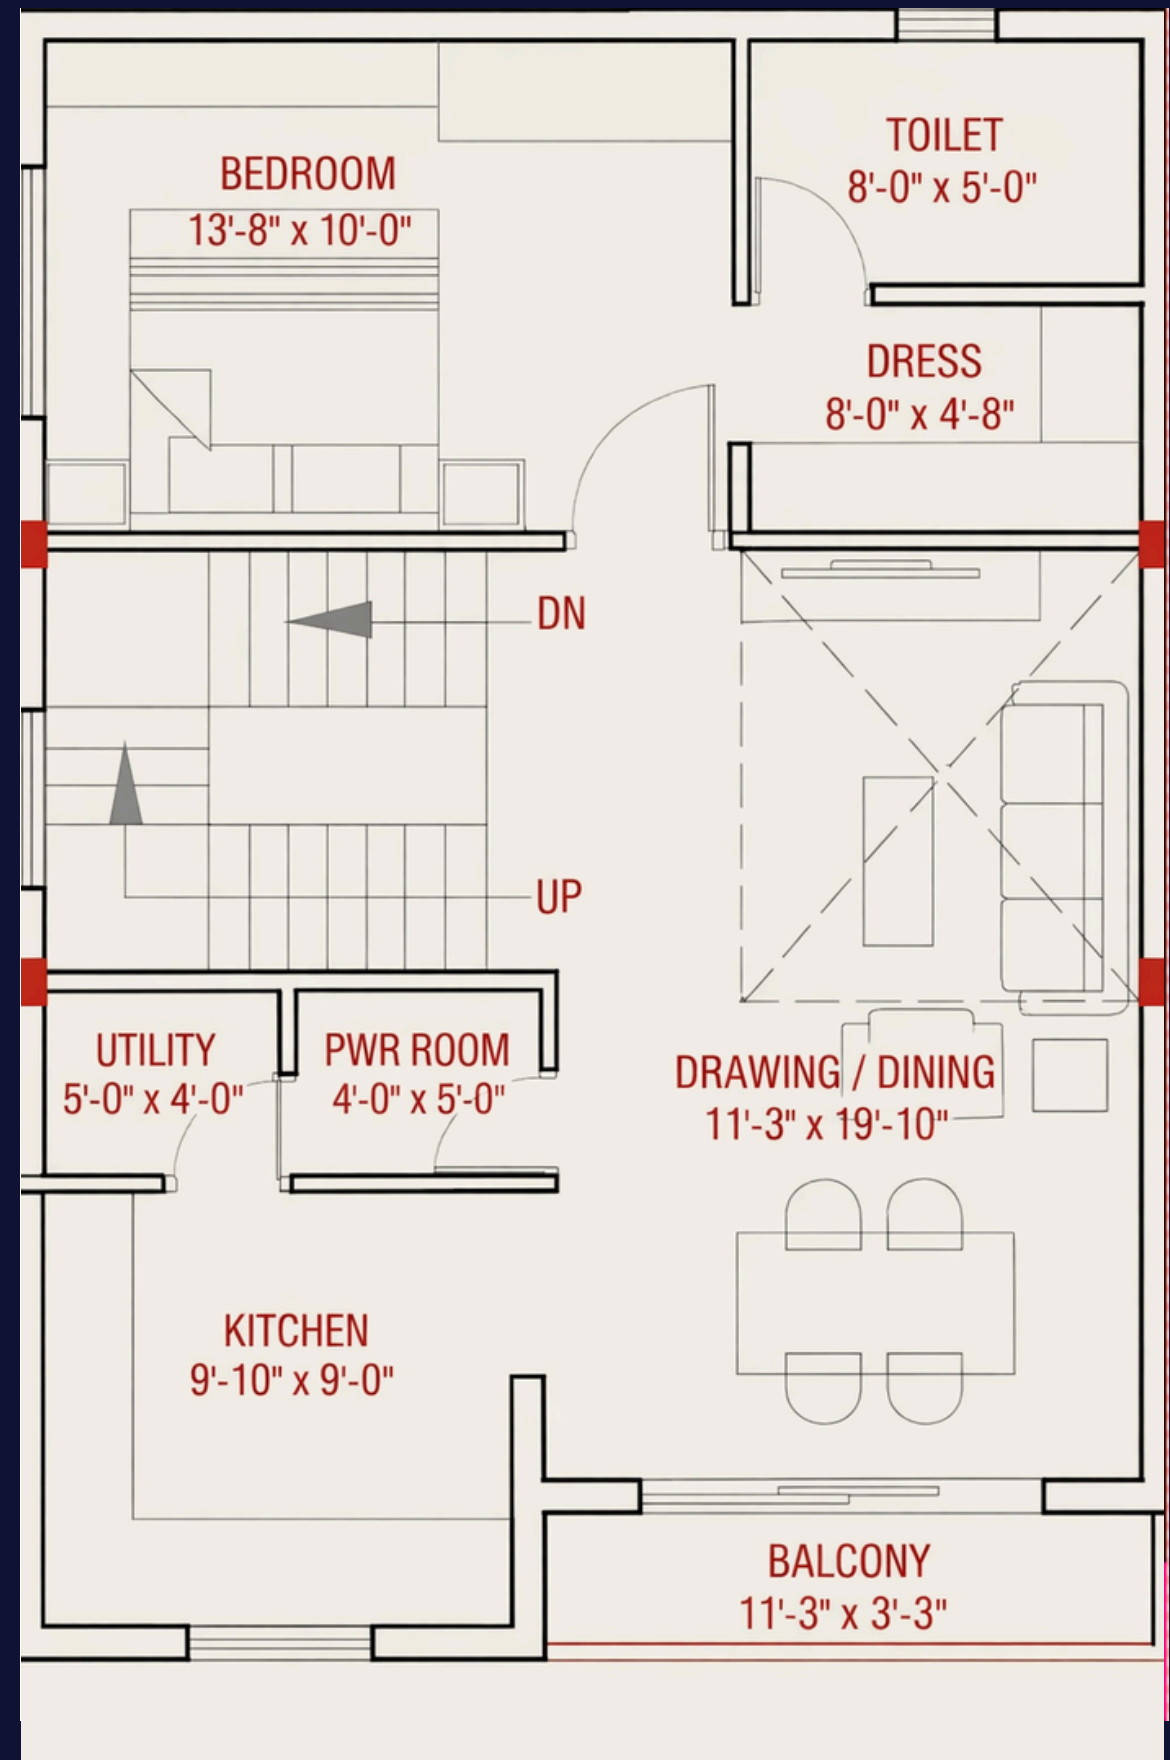 BEDROOM
13'-8" x 10'-0"
TOILET
8'-0" x 5'-0"
DRESS
8'-0" x 4'-8"
DN
UP
UTILITY
5'-0" x 4'-0"
PWR ROOM
4'-0" x 5'-0"
DRAWING / DINING
11'-3" x 19'-10"
KITCHEN
9'-10" x 9'-0"
BALCONY
11'-3" x 3'-3"